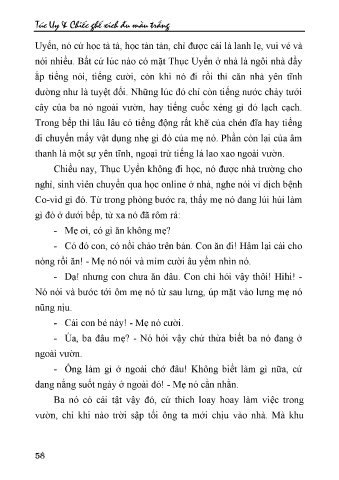 Túc Uy & Chiếc ghế xích đu màu trắng
Uyển, nó cứ học tà tà, học tàn tàn, chỉ được cái là lanh lẹ, vui vẻ và
nói nhiều. Bất cứ lúc nào có mặt Thục Uyển ở nhà là ngôi nhà đầy
ắp tiếng nói, tiếng cười, còn khi nó đi rồi thì căn nhà yên tĩnh
dường như là tuyệt đối. Những lúc đó chỉ còn tiếng nước chảy tưới
cây của ba nó ngoài vườn, hay tiếng cuốc xẻng gì đó lạch cạch.
Trong bếp thì lâu lâu có tiếng động rất khẽ của chén đĩa hay tiếng
di chuyển mấy vật dụng nhẹ gì đó của mẹ nó. Phần còn lại của âm
thanh là một sự yên tĩnh, ngoại trừ tiếng lá lao xao ngoài vườn.
Chiều nay, Thục Uyển không đi học, nó được nhà trường cho
nghỉ, sinh viên chuyển qua học online ở nhà, nghe nói vì dịch bệnh
Co-vid gì đó. Từ trong phòng bước ra, thấy mẹ nó đang lúi húi làm
gì đó ở dưới bếp, từ xa nó đã rôm rả:
- Mẹ ơi, có gì ăn không mẹ?
- Có đó con, có nồi cháo trên bàn. Con ăn đi! Hâm lại cái cho
nóng rồi ăn! - Mẹ nó nói và mỉm cười âu yếm nhìn nó.
- Dạ! nhưng con chưa ăn đâu. Con chỉ hỏi vậy thôi! Hihi! -
Nó nói và bước tới ôm mẹ nó từ sau lưng, úp mặt vào lưng mẹ nó
nũng nịu.
- Cái con bé này! - Mẹ nó cười.
- Ủa, ba đâu mẹ? - Nó hỏi vậy chứ thừa biết ba nó đang ở
ngoài vườn.
- Ông làm gì ở ngoài chớ đâu! Không biết làm gì nữa, cứ
dang nắng suốt ngày ở ngoài đó! - Mẹ nó cằn nhằn.
Ba nó có cái tật vậy đó, cứ thích loay hoay làm việc trong
vườn, chỉ khi nào trời sập tối ông ta mới chịu vào nhà. Mà khu
58